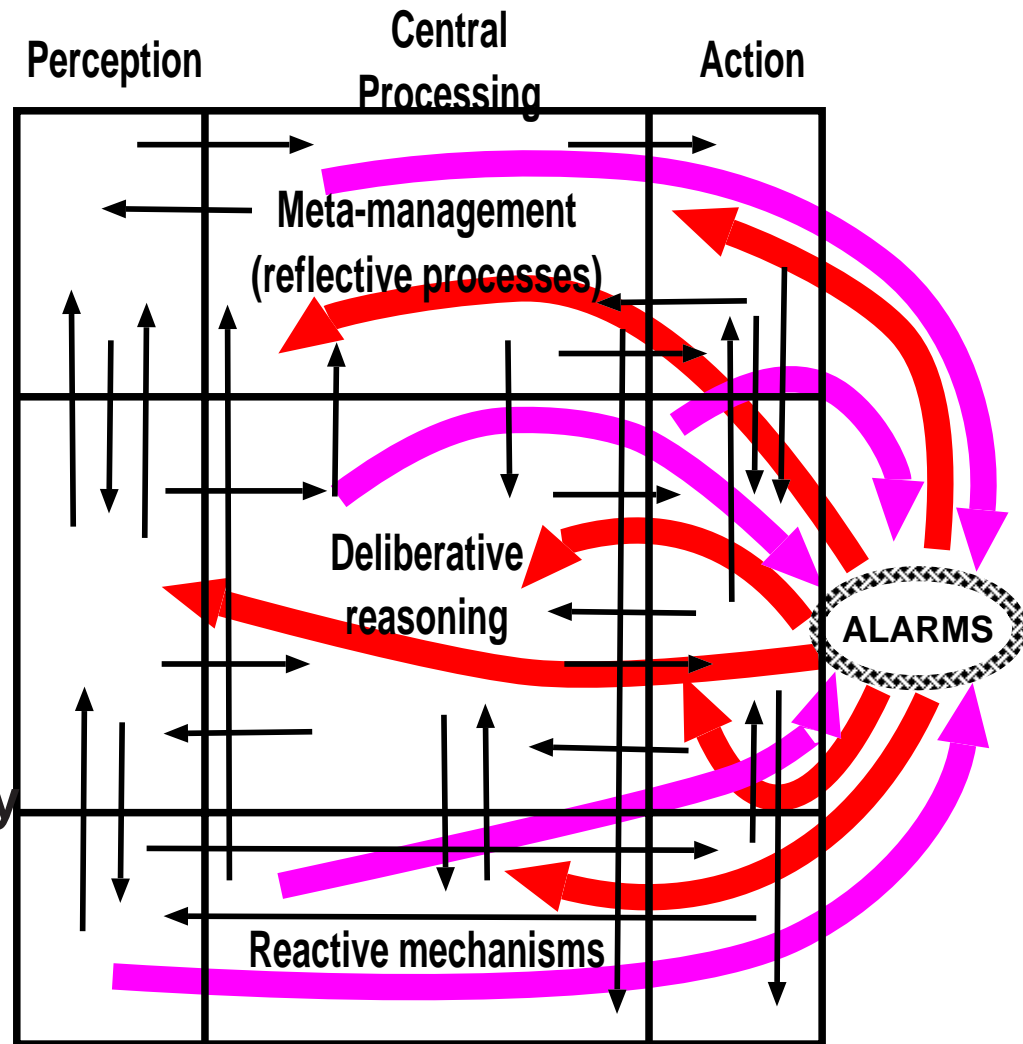 Perception
Central
Processing
Action
Meta-management
(reflective processes)
Deliberative
reasoning
ALARMS
y
Reactive mechanisms